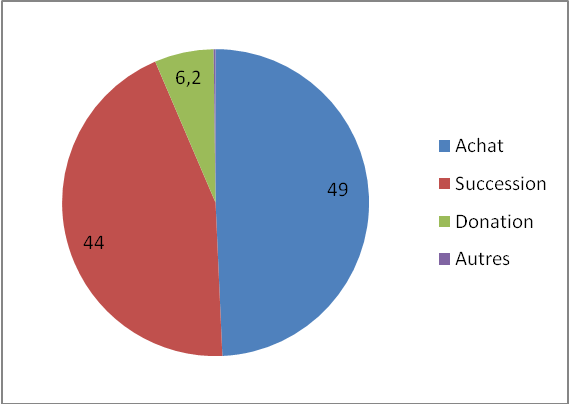 6,2
49
44
Achat
Succession
Donation
Autres